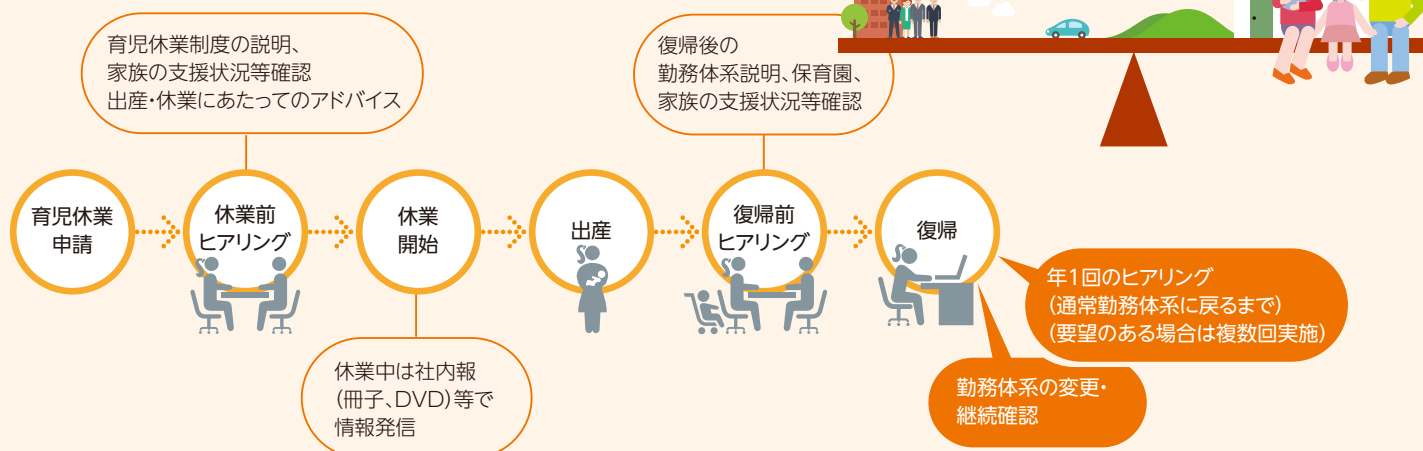 育児休業制度の説明、
家族の支援状況等確認
出産・休業にあたってのアドバイス
復帰後の
勤務体系説明、保育園、
家族の支援状況等確認
育児休業
申請
休業前
ヒアリング
休業
開始
出産
復帰前
ヒアリング
復帰
年1回のヒアリング
(通常勤務体系に戻るまで)
(要望のある場合は複数回実施)
勤務体系の変更・
継続確認
休業中は社内報
(冊子、DVD)等で
情報発信